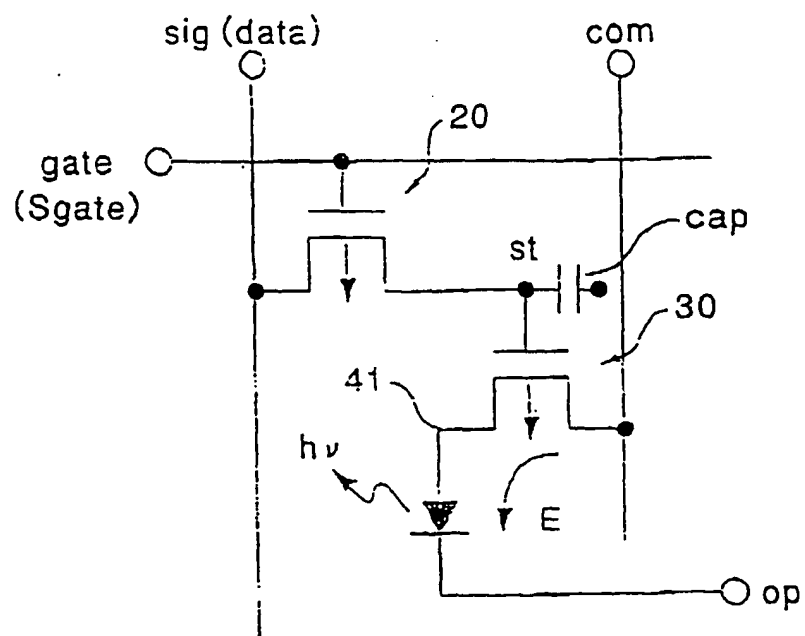 sig (data)
com
20
gate
(Sgate)
cap
st
30
41
hν
E
op